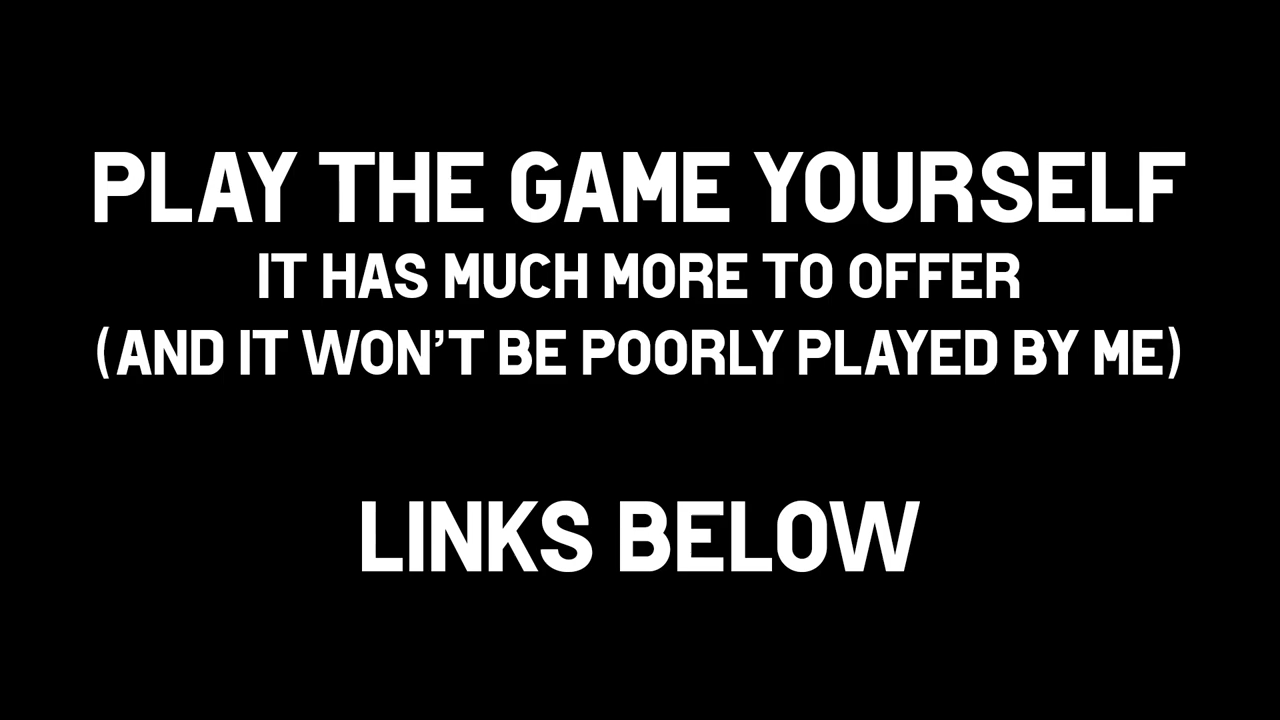 PLAY THE GAME YOURSELF
IT HAS MUCH MORE TO OFFER
(AND IT WON'T BE POORLY PLAYED BY ME)
LINKS BELOW